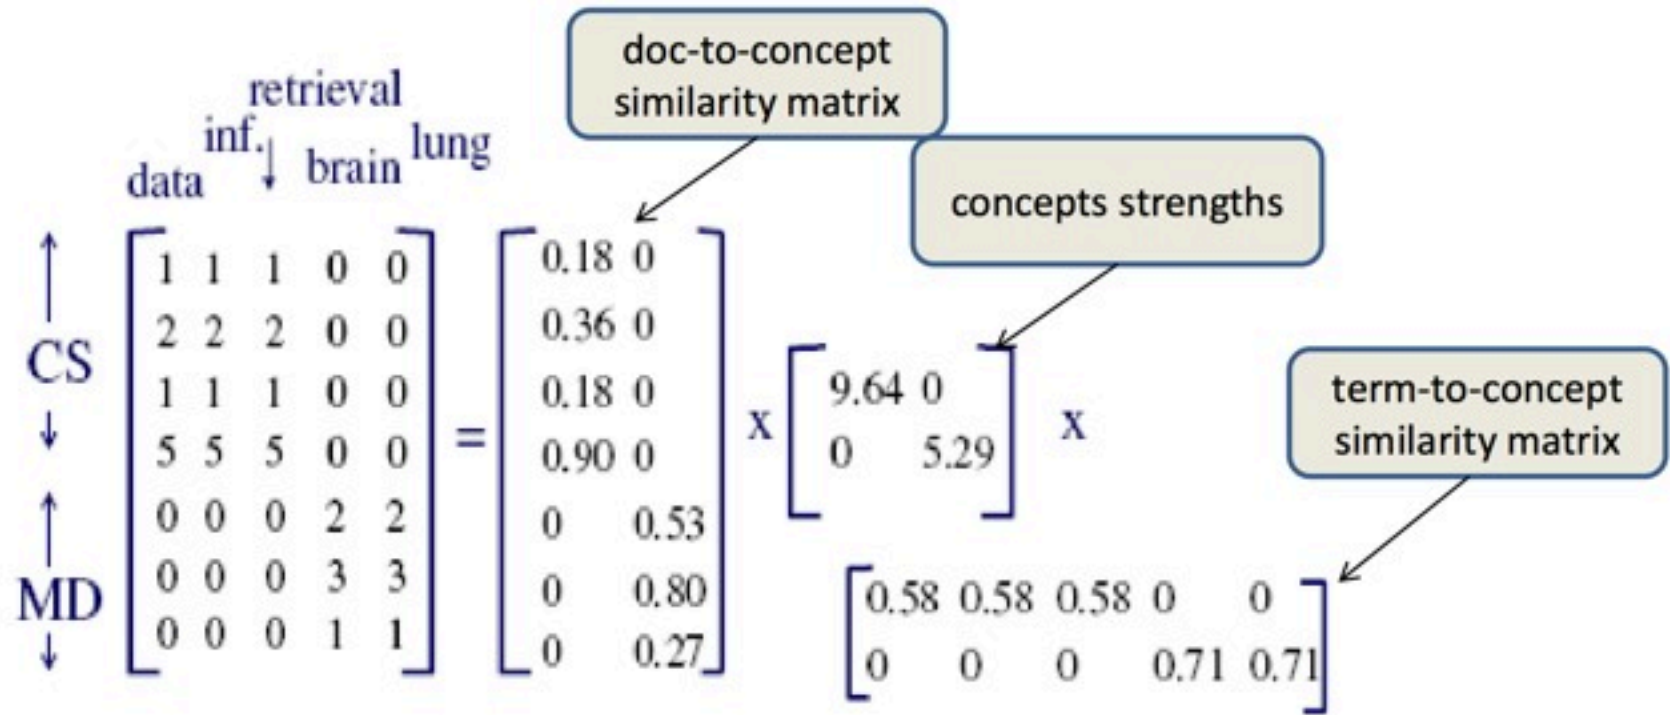 doc-to-concept
similarity matrix
retrieval
inf.
lung
brain
data
concepts strengths
CS
MD
1 1 1 0 0
2 2 2 0 0
1 1 1 0 0
5 5 5 0 0
0 0 0 2 2
0 0 0 3 3
0 0 0 1 1
=
0.18 0
0.36 0
0.18 0
0.90 0
0 0.53
0 0.80
0 0.27
x
9.64 0
0 5.29
x
term-to-concept
similarity matrix
0.58 0.58 0.58 0 0
0 0 0 0.71 0.71